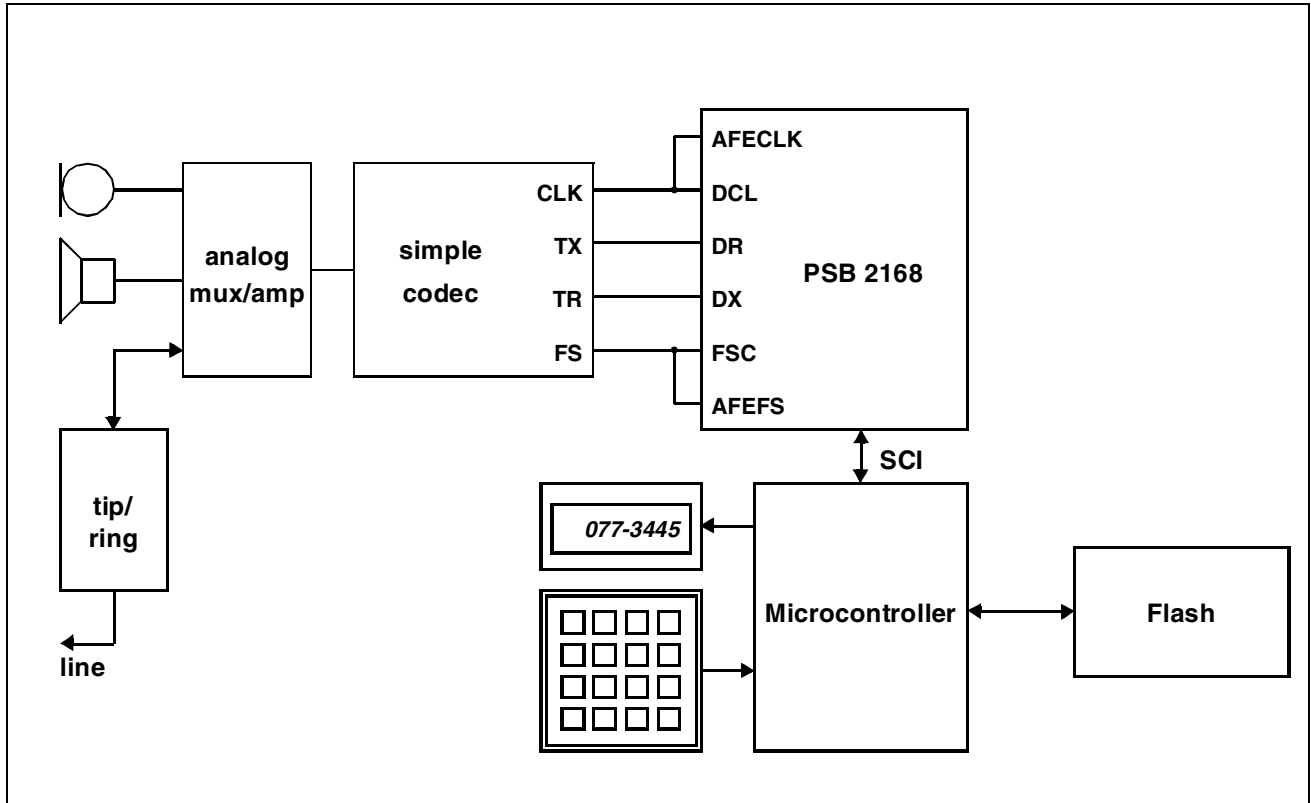 AFECLK
CLK
DCL
TX
DR
analog
mux/amp
simple
codec
PSB 2168
TR
DX
FS
FSC
AFEFS
SCI
tip/
ring
077-3445
Microcontroller
Flash
line